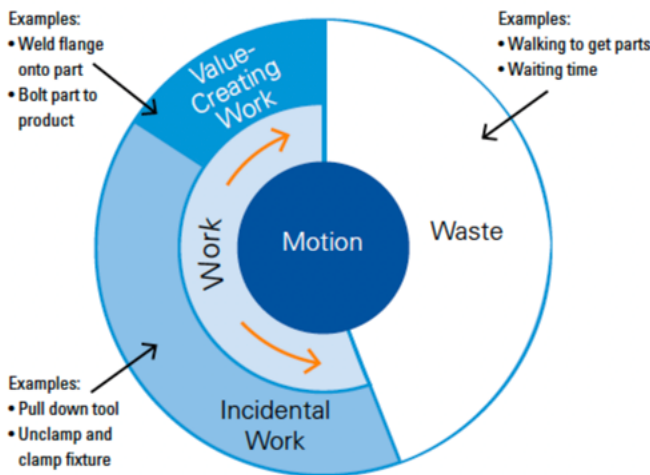 Examples:
• Weld flange
onto part
• Bolt part to
product
Value-
Creating
Work
Examples:
• Walking to get parts
• Waiting time
Work
Motion
Waste
Examples:
• Pull down tool
• Unclamp and
clamp fixture
Incidental
Work